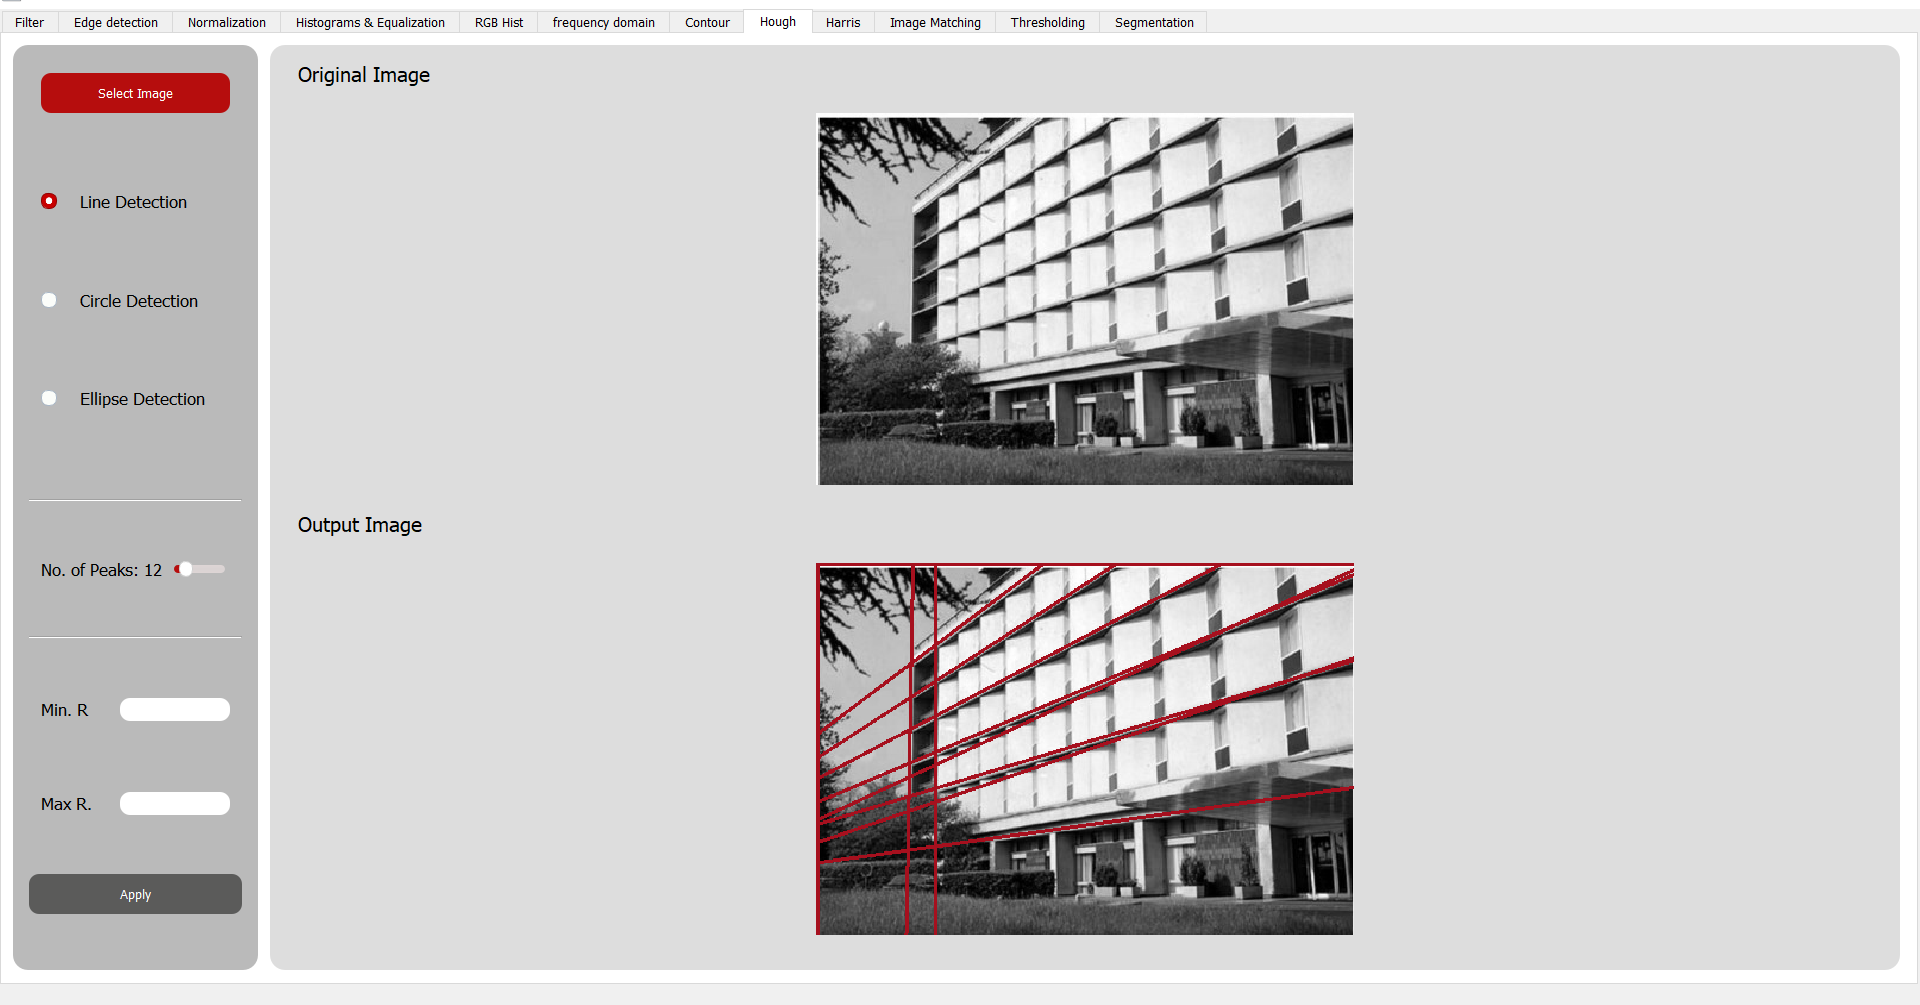 Filter Edge detection Normalization Histograms & Equalization RGB Hist frequency domain Contour Hough Harris Image Matching Thresholding Segmentation
Select Image
Line Detection
Circle Detection
Ellipse Detection
No. of Peaks: 12
Min. R
Max R.
Apply
Original Image
Output Image